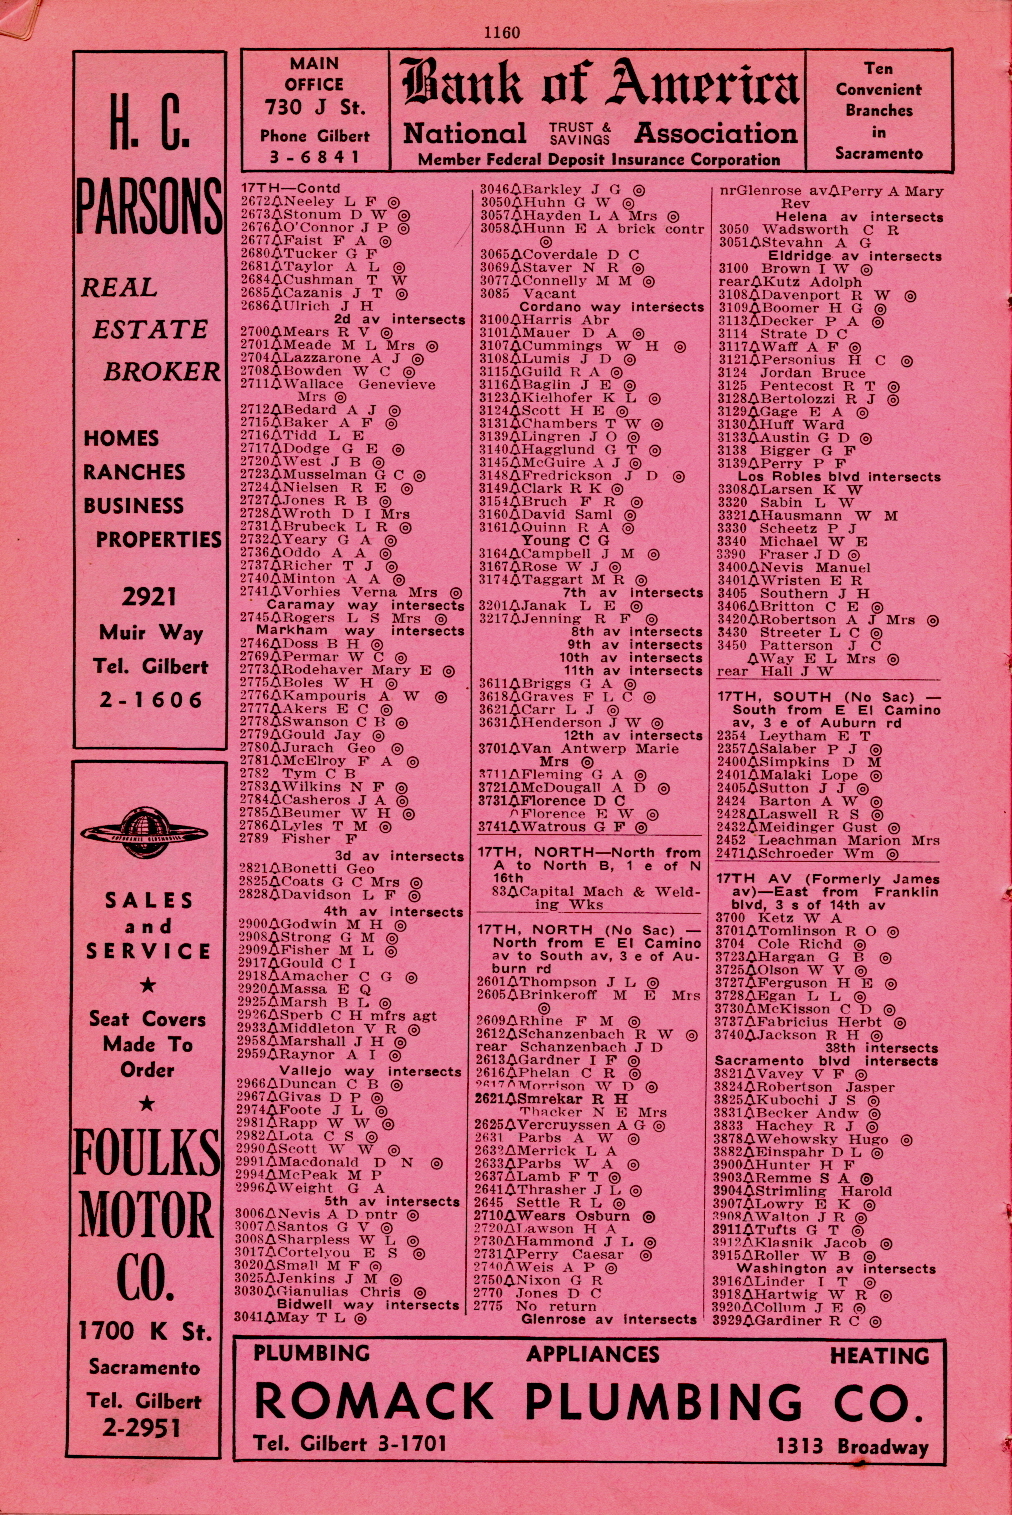 1160
H. C.
PARSONS
REAL
ESTATE
BROKER
HOMES
RANCHES
BUSINESS
PROPERTIES
2921
Muir Way
Tel. Gilbert
2-1606
SALES
and
SERVICE
★
Seat Covers
Made To
Order
★
FOULKS
MOTOR
CO.
1700 K St.
Sacramento
Tel. Gilbert
2-2951
MAIN
OFFICE
730 J St.
Phone Gilbert
3-6841
Bank of America
National TRUST & SAVINGS Association
Member Federal Deposit Insurance Corporation
Ten
Convenient
Branches
in
Sacramento
17TH—Contd
2672△Neeley L F ◎
2673△Stonum D W ◎
2676△O'Connor J P ◎
2677△Faist F A ◎
2680△Tucker G F
2681△Taylor A L ◎
2684△Cushman T W
2685△Cazanis J T ◎
2686△Ulrich J H
2d av intersects
2700△Mears R V ◎
2701△Meade M L Mrs ◎
2704△Lazzarone A J ◎
2708△Bowden W C ◎
2711△Wallace Genevieve
Mrs ◎
2712△Bedard A J ◎
2715△Baker A F ◎
2716△Tidd L E
2717△Dodge G E ◎
2720△West J B ◎
2723△Musselman G C ◎
2724△Nielsen R E ◎
2727△Jones R B ◎
2728△Wroth D I Mrs
2731△Brubeck L R ◎
2732△Yeary G A ◎
2736△Oddo A A ◎
2737△Richer T J ◎
2740△Minton A A ◎
2741△Vorhies Verna Mrs ◎
Caramay way intersects
2745△Rogers L S Mrs ◎
Markham way intersects
2746△Doss B H ◎
2769△Permar W C ◎
2773△Rodehaver Mary E ◎
2775△Boles W H ◎
2776△Kampouris A W ◎
2777△Akers E C ◎
2778△Swanson C B ◎
2779△Gould Jay ◎
2780△Jurach Geo ◎
2781△McElroy F A ◎
2782 Tym C B
2783△Wilkins N F ◎
2784△Casheros J A ◎
2785△Beumer W H ◎
2786△Lyles T M ◎
2789 Fisher F
3d av intersects
2821△Bonetti Geo
2825△Coats G C Mrs ◎
2828△Davidson L F ◎
4th av intersects
2900△Godwin M H ◎
2908△Strong G M ◎
2909△Fisher M L ◎
2917△Gould C I
2918△Amacher C G ◎
2920△Massa E Q
2925△Marsh B L ◎
2926△Sperb C H mfrs agt
2933△Middleton V R ◎
2958△Marshall J H ◎
2959△Raynor A I ◎
Vallejo way intersects
2966△Duncan C B ◎
2967△Givas D P ◎
2974△Foote J L ◎
2981△Rapp W W ◎
2982△Lota C S ◎
2990△Scott W W ◎
2991△Macdonald D N ◎
2994△McPeak M P
2996△Weight G A
5th av intersects
3006△Nevis A D pntr ◎
3007△Santos G V ◎
3008△Sharpless W L ◎
3017△Cortelyou E S ◎
3020△Small M F ◎
3025△Jenkins J M ◎
3030△Gianulias Chris ◎
Bidwell way intersects
3041△May T L ◎
3046△Barkley J G ◎
3050△Huhn G W ◎
3057△Hayden L A Mrs ◎
3058△Hunn E A brick contr
◎
3065△Coverdale D C
3069△Staver N R ◎
3077△Connelly M M ◎
3085 Vacant
Cordano way intersects
3100△Harris Abr
3101△Mauer D A ◎
3107△Cummings W H ◎
3108△Lumis J D ◎
3115△Guild R A ◎
3116△Baglin J E ◎
3123△Kielhofer K L ◎
3124△Scott H E ◎
3131△Chambers T W ◎
3139△Lingren J O ◎
3140△Hagglund G T ◎
3145△McGuire A J ◎
3148△Fredrickson J D ◎
3149△Clark R K ◎
3154△Bruch F R ◎
3160△David Saml ◎
3161△Quinn R A ◎
Young C G
3164△Campbell J M ◎
3167△Rose W J ◎
3174△Taggart M R ◎
7th av intersects
3201△Janak L E ◎
3217△Jenning R F ◎
8th av intersects
9th av intersects
10th av intersects
11th av intersects
3611△Briggs G A ◎
3618△Graves F L C ◎
3621△Carr L J ◎
3631△Henderson J W ◎
12th av intersects
3701△Van Antwerp Marie
Mrs ◎
3711△Fleming G A ◎
3721△McDougall A D ◎
3731△Florence D C
△Florence E W ◎
3741△Watrous G F ◎
17TH, NORTH—North from
A to North B, 1 e of N
16th
83△Capital Mach & Weld-
ing Wks
17TH, NORTH (No Sac) —
North from E El Camino
av to South av, 3 e of Au-
burn rd
2601△Thompson J L ◎
2605△Brinkeroff M E Mrs
◎
2609△Rhine F M ◎
2612△Schanzenbach R W ◎
rear Schanzenbach J D
2613△Gardner I F ◎
2616△Phelan C R ◎
2617△Morrison W D ◎
2621△Smrekar R H
Thacker N E Mrs
2625△Vercruyssen A G ◎
2631 Parbs A W ◎
2632△Merrick L A
2633△Parbs W A ◎
2637△Lamb F T ◎
2641△Thrasher J L ◎
2645 Settle R L ◎
2710△Wears Osburn ◎
2720△Lawson H A
2730△Hammond J L ◎
2731△Perry Caesar ◎
2740△Weis A P ◎
2750△Nixon G R
2770 Jones D C
2775 No return
Glenrose av intersects
nrGlenrose av△Perry A Mary
Rev
Helena av intersects
3050 Wadsworth C R
3051△Stevahn A G
Eldridge av intersects
3100 Brown I W ◎
rear△Kutz Adolph
3108△Davenport R W ◎
3109△Boomer H G ◎
3113△Decker P A ◎
3114 Strate D C
3117△Waff A F ◎
3121△Personius H C ◎
3124 Jordan Bruce
3125 Pentecost R T ◎
3128△Bertolozzi R J ◎
3129△Gage E A ◎
3130△Huff Ward
3133△Austin G D ◎
3138 Bigger G F
3139△Perry P F
Los Robles blvd intersects
3308△Larsen K W
3320 Sabin L W
3321△Hausmann W M
3330 Scheetz P J
3340 Michael W E
3390 Fraser J D ◎
3400△Nevis Manuel
3401△Wristen E R
3405 Southern J H
3406△Britton C E ◎
3420△Robertson A J Mrs ◎
3430 Streeter L C ◎
3450 Patterson J C
△Way E L Mrs ◎
rear Hall J W
17TH, SOUTH (No Sac) —
South from E El Camino
av, 3 e of Auburn rd
2354 Leytham E T
2357△Salaber P J ◎
2400△Simpkins D M
2401△Malaki Lope ◎
2405△Sutton J J ◎
2424 Barton A W ◎
2428△Laswell R S ◎
2432△Meidinger Gust ◎
2452 Leachman Marion Mrs
2471△Schroeder Wm ◎
17TH AV (Formerly James
av)—East from Franklin
blvd, 3 s of 14th av
3700 Ketz W A
3701△Tomlinson R O ◎
3704 Cole Richd ◎
3723△Hargan G B ◎
3725△Olson W V ◎
3727△Ferguson H E ◎
3728△Egan L L ◎
3730△McKisson C D ◎
3737△Fabricius Herbt ◎
3740△Jackson R H ◎
38th intersects
Sacramento blvd intersects
3821△Vavey V F ◎
3824△Robertson Jasper
3825△Kubochi J S ◎
3831△Becker Andw ◎
3833 Hachey R J ◎
3878△Wehowsky Hugo ◎
3882△Einspahr D L ◎
3900△Hunter H F
3903△Remme S A ◎
3904△Strimling Harold
3907△Lowry E K ◎
3908△Walton J R ◎
3911△Tufts G T ◎
3912△Klasnik Jacob ◎
3915△Roller W B ◎
Washington av intersects
3916△Linder I T ◎
3918△Hartwig W R ◎
3920△Collum J E ◎
3929△Gardiner R C ◎
PLUMBING APPLIANCES HEATING
ROMACK PLUMBING CO.
Tel. Gilbert 3-1701 1313 Broadway